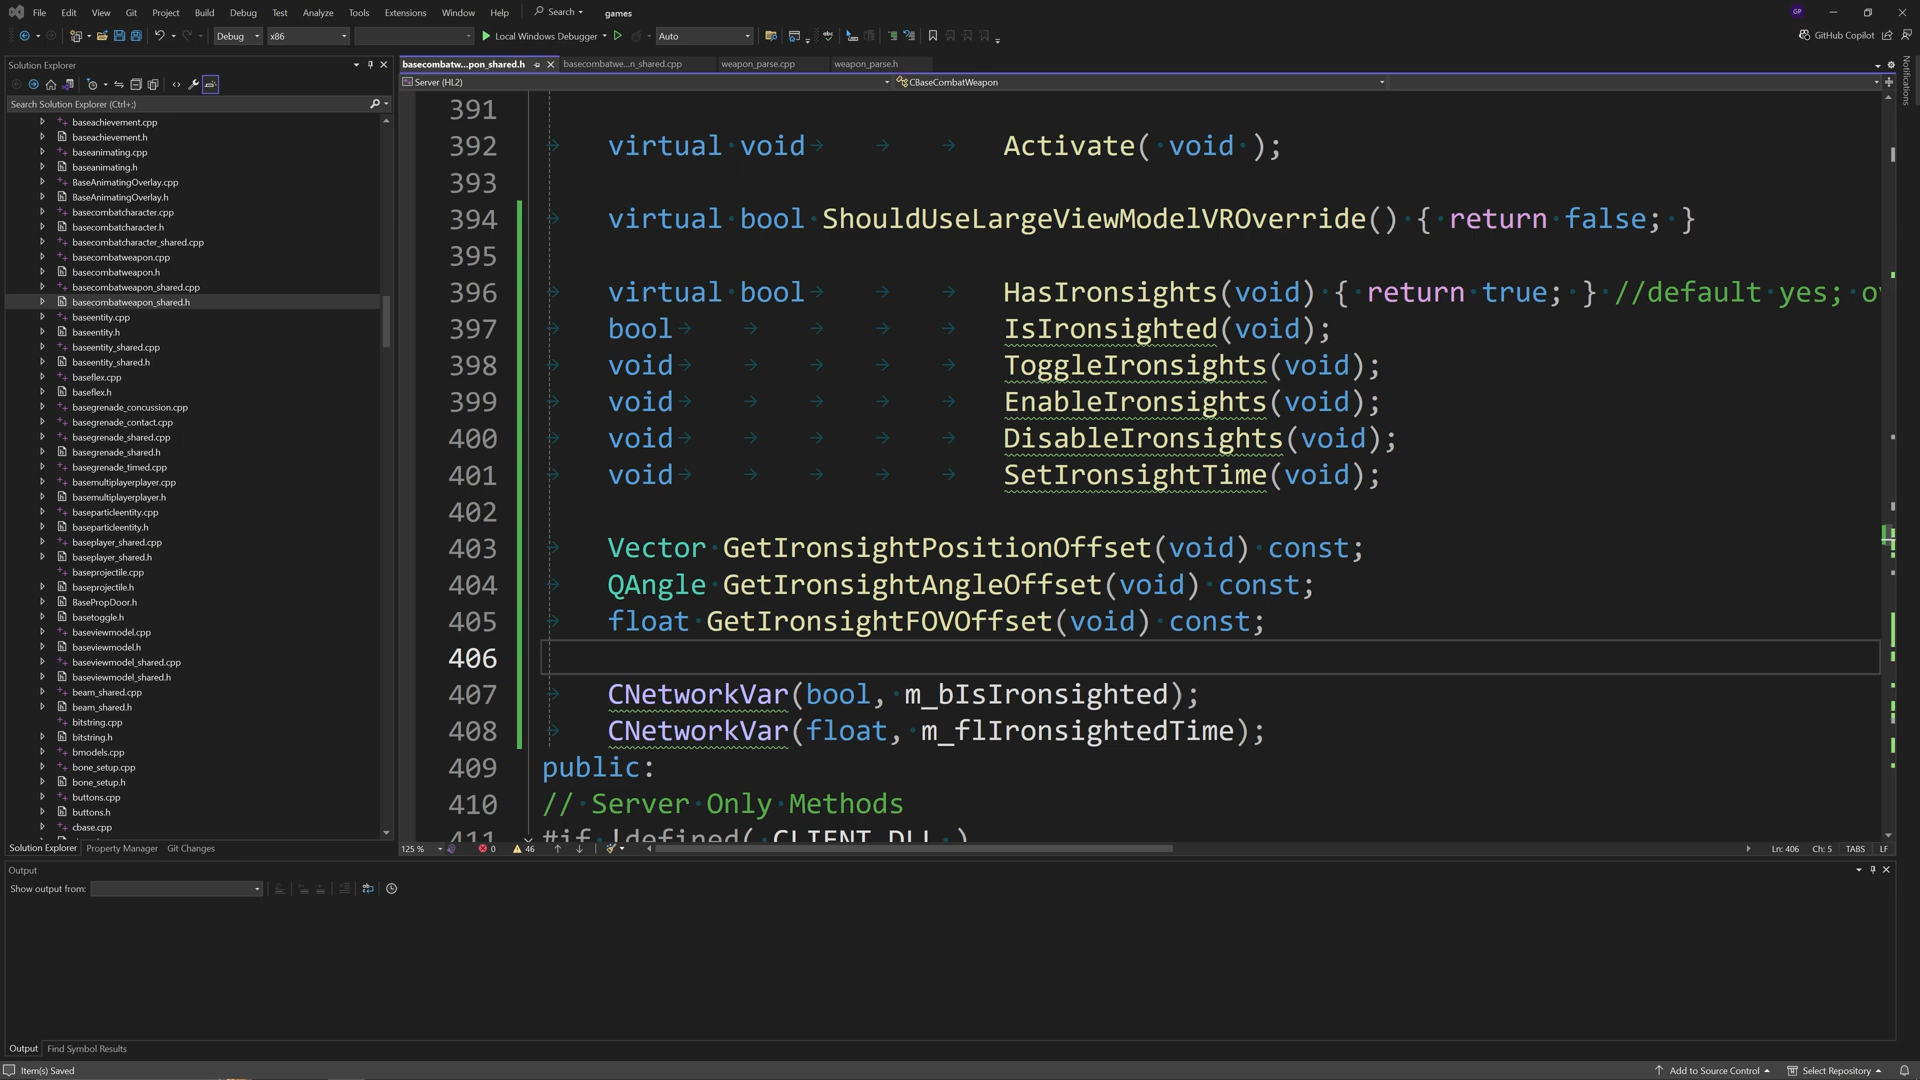 File Edit View Git Project Build Debug Test Analyze Tools Extensions Window Help Search games GP
Debug x86 Local Windows Debugger Auto GitHub Copilot
Solution Explorer
Search Solution Explorer (Ctrl+;)
baseachievement.cpp
baseachievement.h
baseanimating.cpp
baseanimating.h
BaseAnimatingOverlay.cpp
BaseAnimatingOverlay.h
basecombatcharacter.cpp
basecombatcharacter.h
basecombatcharacter_shared.cpp
basecombatweapon.cpp
basecombatweapon.h
basecombatweapon_shared.cpp
basecombatweapon_shared.h
baseentity.cpp
baseentity.h
baseentity_shared.cpp
baseentity_shared.h
baseflex.cpp
baseflex.h
basegrenade_concussion.cpp
basegrenade_contact.cpp
basegrenade_shared.cpp
basegrenade_shared.h
basegrenade_timed.cpp
basemultiplayerplayer.cpp
basemultiplayerplayer.h
baseparticleentity.cpp
baseparticleentity.h
baseplayer_shared.cpp
baseplayer_shared.h
baseprojectile.cpp
baseprojectile.h
BasePropDoor.h
basetoggle.h
baseviewmodel.cpp
baseviewmodel.h
baseviewmodel_shared.cpp
baseviewmodel_shared.h
beam_shared.cpp
beam_shared.h
bitstring.cpp
bitstring.h
bmodels.cpp
bone_setup.cpp
bone_setup.h
buttons.cpp
buttons.h
cbase.cpp
Solution Explorer Property Manager Git Changes
basecombatw...pon_shared.h basecombatwe...n_shared.cpp weapon_parse.cpp weapon_parse.h
Server (HL2) CBaseCombatWeapon
391
392 virtual void Activate( void );
393
394 virtual bool ShouldUseLargeViewModelVROverride() { return false; }
395
396 virtual bool HasIronsights(void) { return true; } //default yes; ov
397 bool IsIronsighted(void);
398 void ToggleIronsights(void);
399 void EnableIronsights(void);
400 void DisableIronsights(void);
401 void SetIronsightTime(void);
402
403 Vector GetIronsightPositionOffset(void) const;
404 QAngle GetIronsightAngleOffset(void) const;
405 float GetIronsightFOVOffset(void) const;
406
407 CNetworkVar(bool, m_bIsIronsighted);
408 CNetworkVar(float, m_flIronsightedTime);
409 public:
410 // Server Only Methods
411 #if !defined( CLIENT_DLL )
125 % 0 46 Ln: 406 Ch: 5 TABS LF
Notifications
Output
Show output from:
Output Find Symbol Results
Item(s) Saved Add to Source Control Select Repository